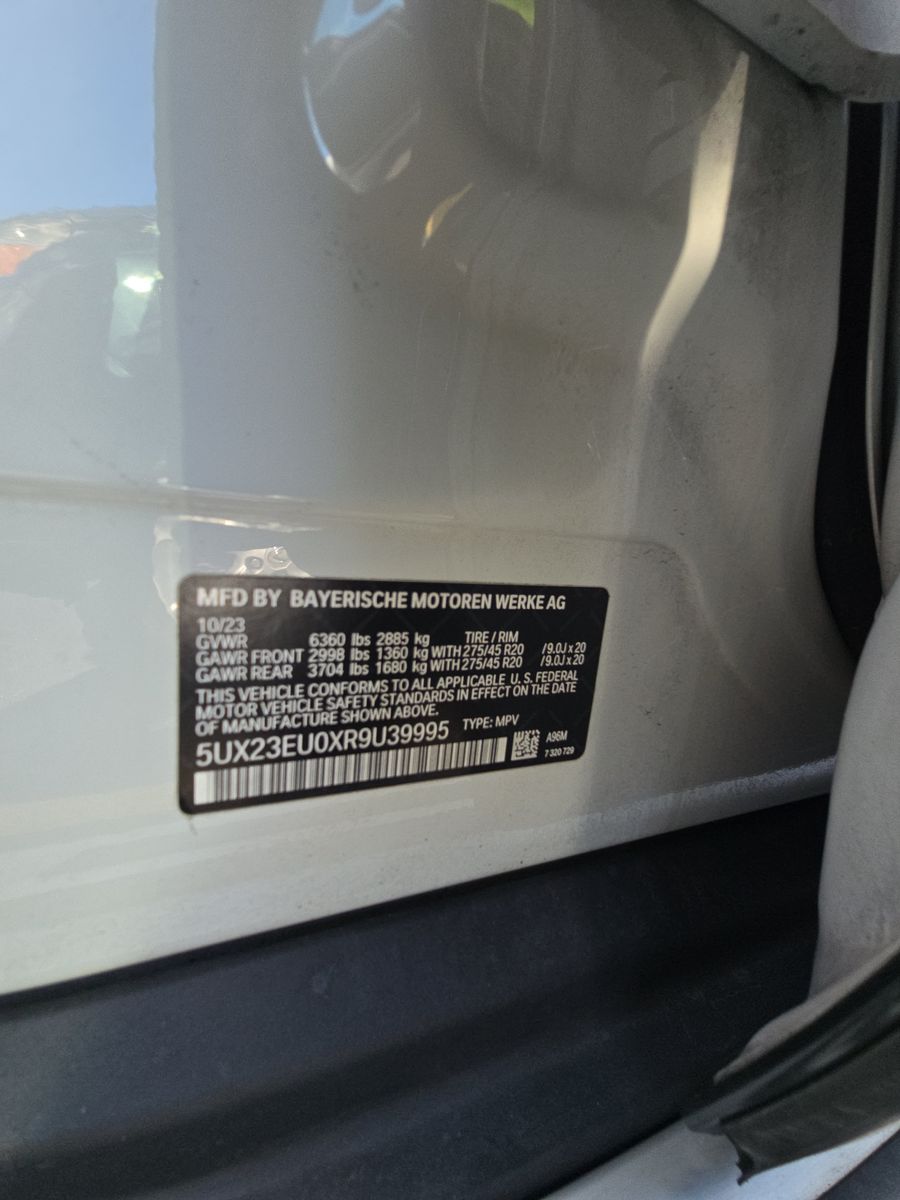 MFD BY BAYERISCHE MOTOREN WERKE AG
10/23
GVWR 6360 lbs 2885 kg TIRE / RIM
GAWR FRONT 2998 lbs 1360 kg WITH 275/45 R20 /9.0J x 20
GAWR REAR 3704 lbs 1680 kg WITH 275/45 R20 /9.0J x 20
THIS VEHICLE CONFORMS TO ALL APPLICABLE U. S. FEDERAL
MOTOR VEHICLE SAFETY STANDARDS IN EFFECT ON THE DATE
OF MANUFACTURE SHOWN ABOVE.
5UX23EU0XR9U39995 TYPE: MPV
A96M
7 320 729